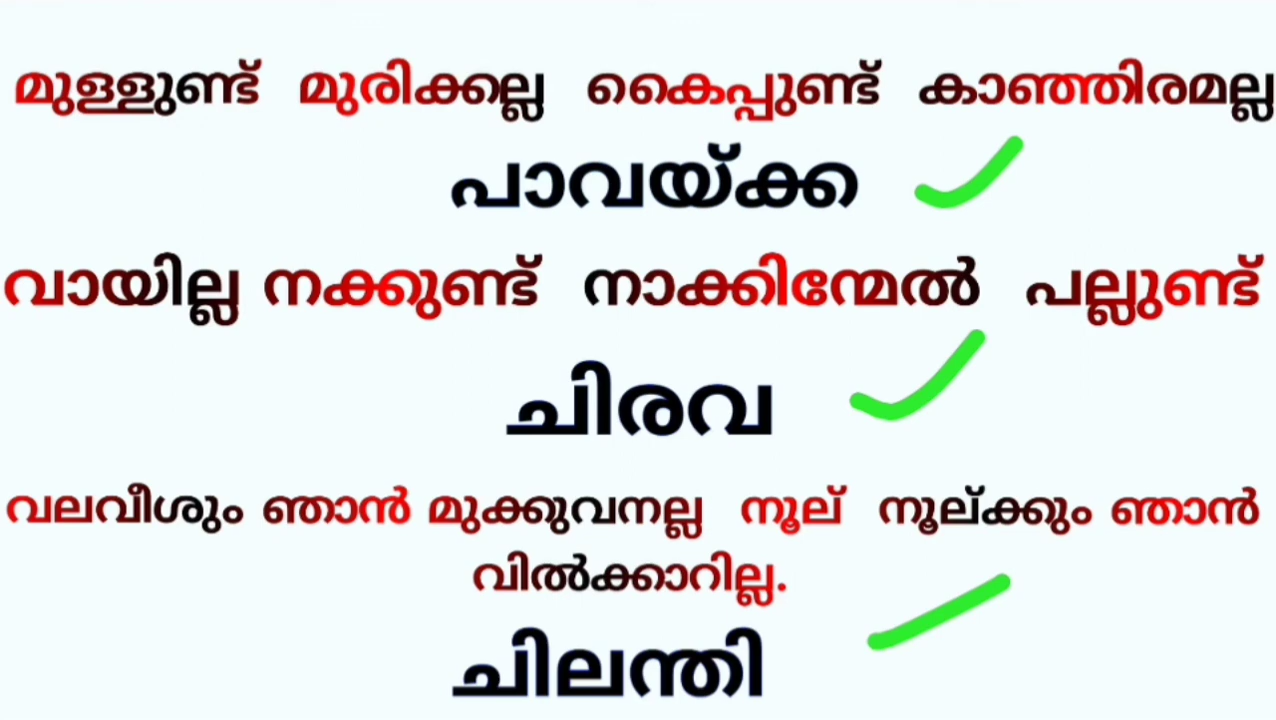 മുള്ളുണ്ട് മുരിക്കല്ല കൈപ്പുണ്ട് കാഞ്ഞിരമല്ല
പാവയ്ക്ക
വായില്ല നക്കുണ്ട് നാക്കിന്മേൽ പല്ലുണ്ട്
ചിരവ
വലവീശും ഞാൻ മുക്കുവനല്ല നൂല് നൂല്ക്കും ഞാൻ
വിൽക്കാറില്ല.
ചിലന്തി